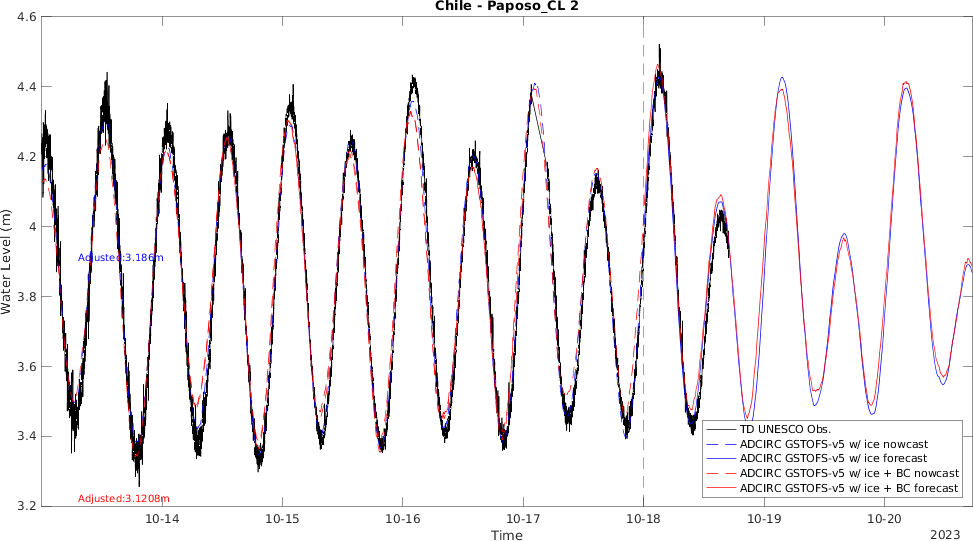 Chile - Paposo_CL 2
4.6
4.4
4.2
4
3.8
3.6
3.4
3.2
Water Level (m)
Adjusted:3.186m
Adjusted:3.1208m
TD UNESCO Obs.
ADCIRC GSTOFS-v5 w/ ice nowcast
ADCIRC GSTOFS-v5 w/ ice forecast
ADCIRC GSTOFS-v5 w/ ice + BC nowcast
ADCIRC GSTOFS-v5 w/ ice + BC forecast
10-14 10-15 10-16 10-17 10-18 10-19 10-20
Time
2023